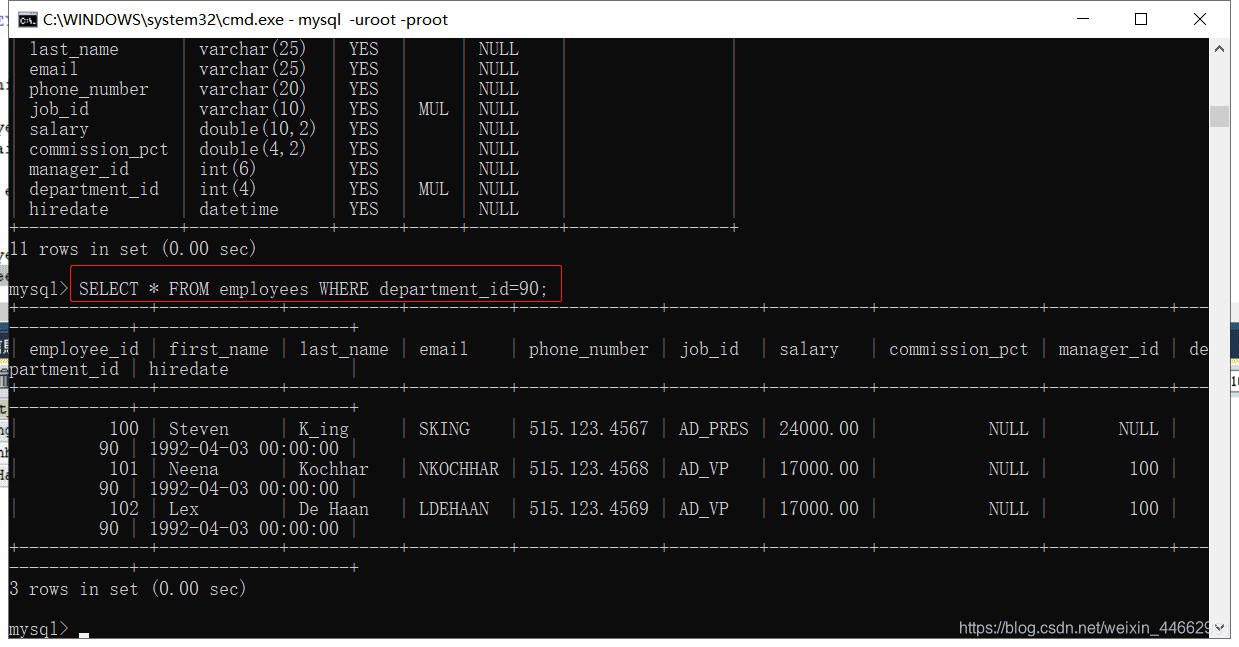 C:\WINDOWS\system32\cmd.exe - mysql -uroot -proot
| last_name | varchar(25) | YES | | NULL | |
| email | varchar(25) | YES | | NULL | |
| phone_number | varchar(20) | YES | | NULL | |
| job_id | varchar(10) | YES | MUL | NULL | |
| salary | double(10,2) | YES | | NULL | |
| commission_pct | double(4,2) | YES | | NULL | |
| manager_id | int(6) | YES | | NULL | |
| department_id | int(4) | YES | MUL | NULL | |
| hiredate | datetime | YES | | NULL | |
11 rows in set (0.00 sec)
mysql> SELECT * FROM employees WHERE department_id=90;
| employee_id | first_name | last_name | email | phone_number | job_id | salary | commission_pct | manager_id | de
partment_id | hiredate |
| 100 | Steven | K_ing | SKING | 515.123.4567 | AD_PRES | 24000.00 | NULL | NULL |
90 | 1992-04-03 00:00:00 |
| 101 | Neena | Kochhar | NKOCHHAR | 515.123.4568 | AD_VP | 17000.00 | NULL | 100 |
90 | 1992-04-03 00:00:00 |
| 102 | Lex | De Haan | LDEHAAN | 515.123.4569 | AD_VP | 17000.00 | NULL | 100 |
90 | 1992-04-03 00:00:00 |
3 rows in set (0.00 sec)
mysql>
https://blog.csdn.net/weixin_446629